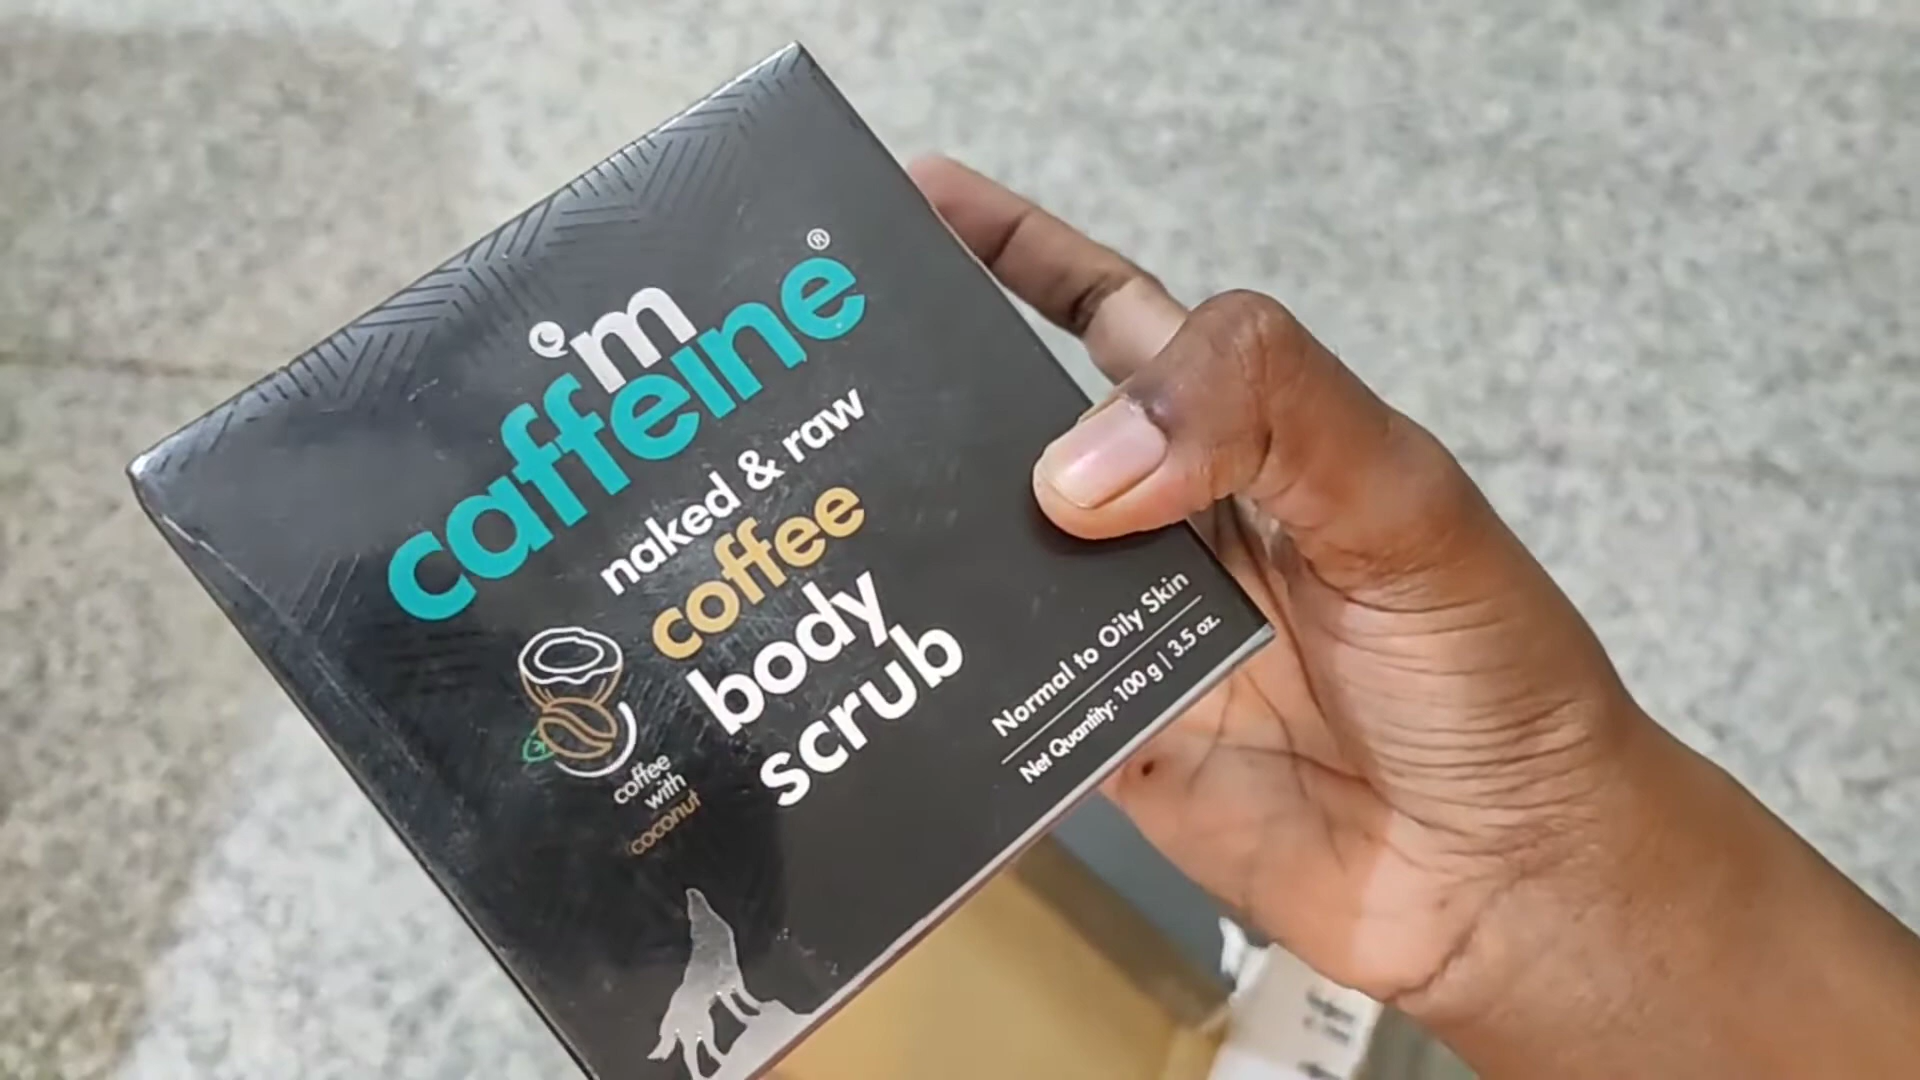 i'm
caffeine®
naked & raw
coffee
body
scrub
coffee
with
coconut
Normal to Oily Skin
Net Quantity: 100 g | 3.5 oz.